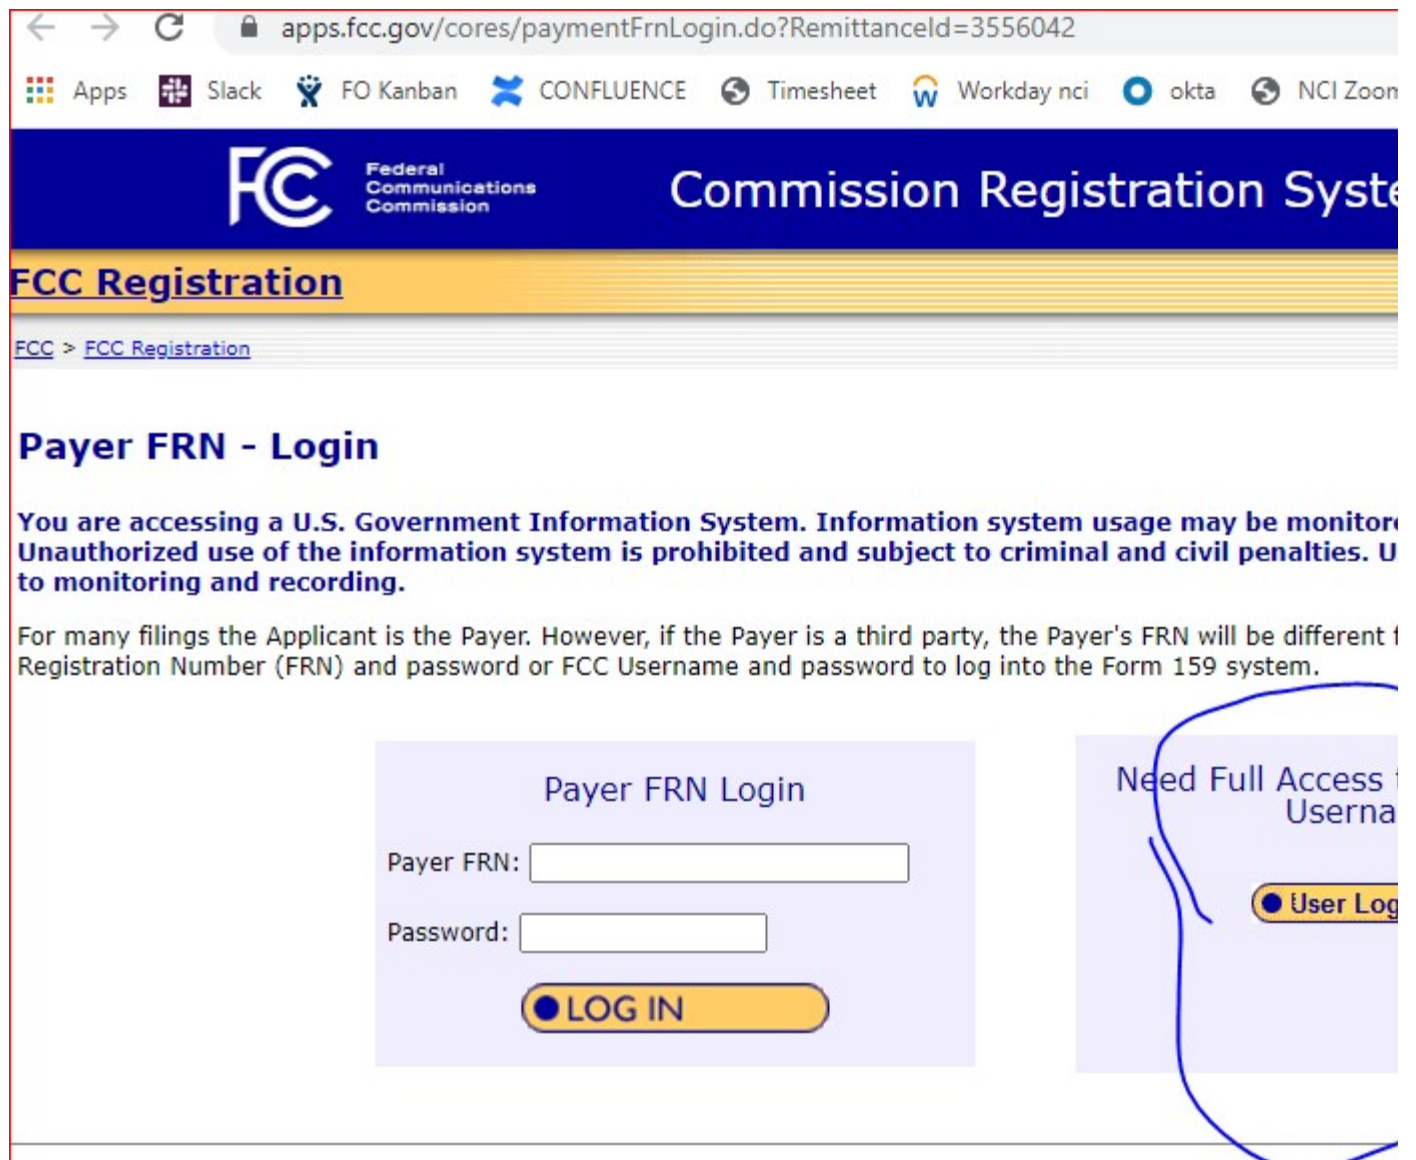 apps.fcc.gov/cores/paymentFrnLogin.do?RemittanceId=3556042
Apps Slack FO Kanban CONFLUENCE Timesheet Workday nci okta NCI Zoom
FC Federal
Communications
Commission
Commission Registration Syste
FCC Registration
FCC > FCC Registration
Payer FRN - Login
You are accessing a U.S. Government Information System. Information system usage may be monitore
Unauthorized use of the information system is prohibited and subject to criminal and civil penalties. U
to monitoring and recording.
For many filings the Applicant is the Payer. However, if the Payer is a third party, the Payer's FRN will be different f
Registration Number (FRN) and password or FCC Username and password to log into the Form 159 system.
Payer FRN Login
Payer FRN:
Password:
LOG IN
Need Full Access
Userna
User Log